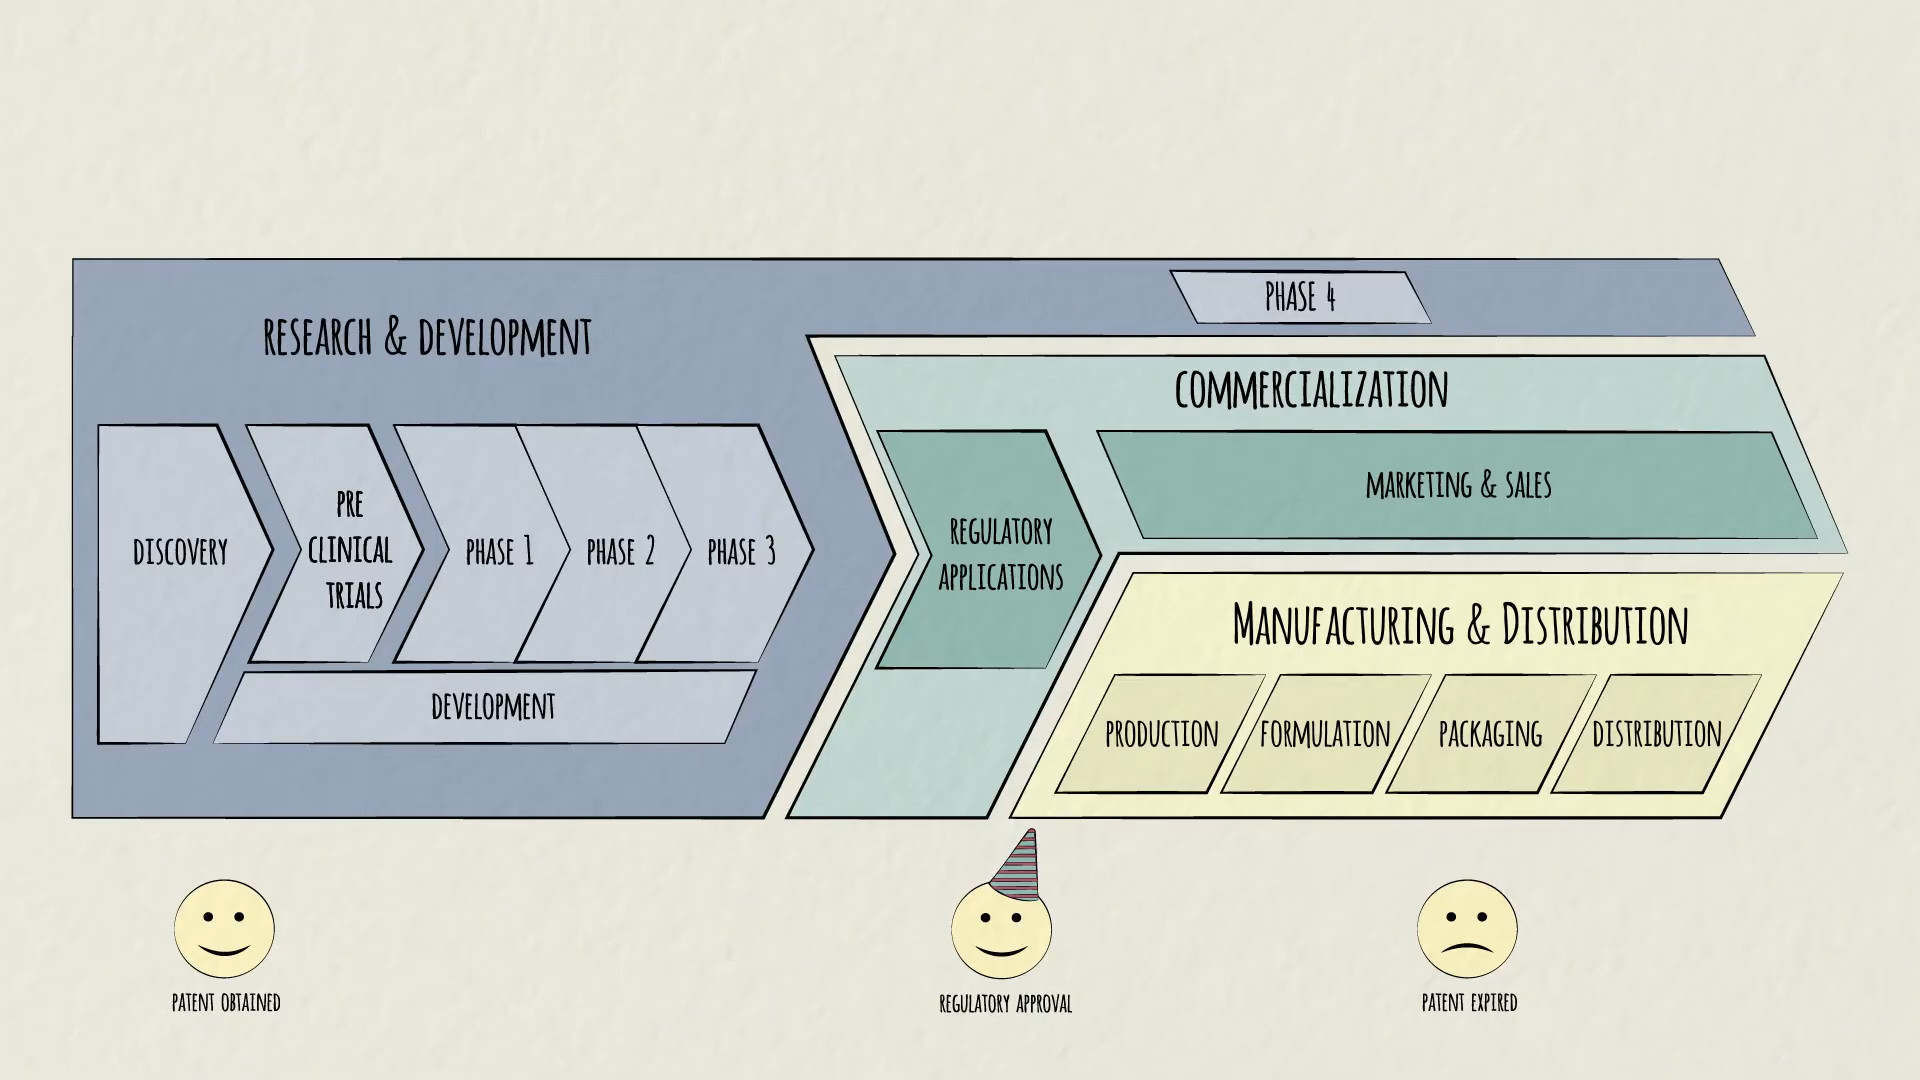 PHASE 4
RESEARCH & DEVELOPMENT
COMMERCIALIZATION
DISCOVERY
PRE
CLINICAL
TRIALS
PHASE 1
PHASE 2
PHASE 3
DEVELOPMENT
REGULATORY
APPLICATIONS
MARKETING & SALES
MANUFACTURING & DISTRIBUTION
PRODUCTION
FORMULATION
PACKAGING
DISTRIBUTION
PATENT OBTAINED
REGULATORY APPROVAL
PATENT EXPIRED